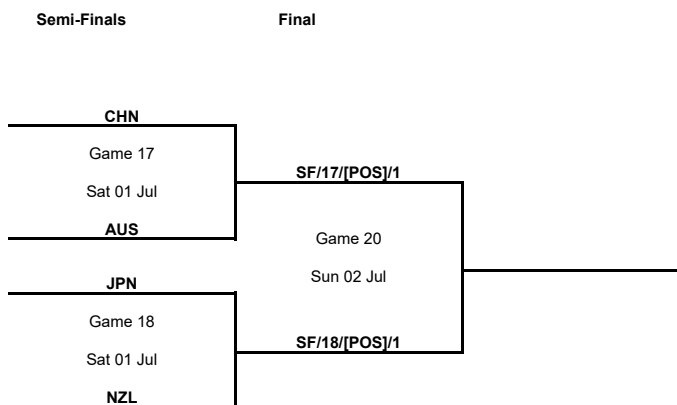 Semi-Finals Final
CHN
Game 17
SF/17/[POS]/1
Sat 01 Jul
AUS
Game 20
Sun 02 Jul
JPN
Game 18
SF/18/[POS]/1
Sat 01 Jul
NZL